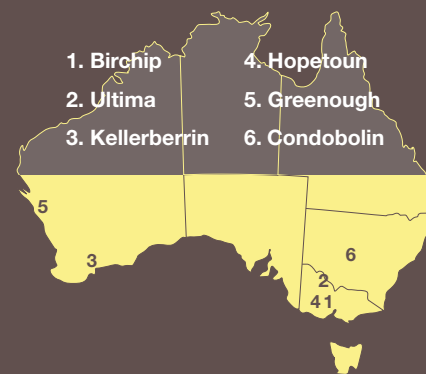 1. Birchip
2. Ultima
3. Kellerberrin
4. Hopetoun
5. Greenough
6. Condobolin
5
3
6
2
4 1